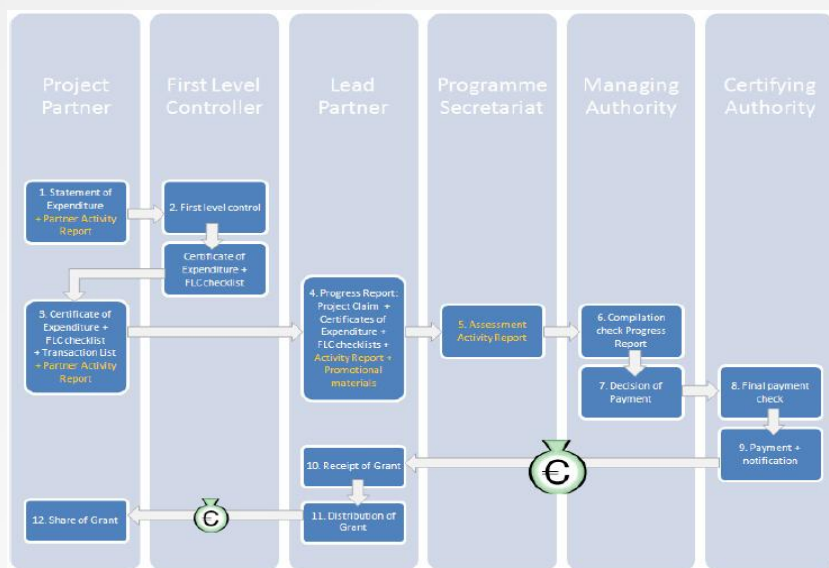 Project
Partner
First Level
Controller
Lead
Partner
Programme
Secretariat
Managing
Authority
Certifying
Authority
1. Statement of
Expenditure
+ Partner Activity
Report
2. First level control
Certificate of
Expenditure +
FLC checklist
3. Certificate of
Expenditure +
FLC checklist
+ Transaction List
+ Partner Activity
Report
4. Progress Report:
Project Claim +
Certificates of
Expenditure +
FLC checklists +
Activity Report +
Promotional
materials
5. Assessment
Activity Report
6. Compilation
check Progress
Report
7. Decision of
Payment
8. Final payment
check
9. Payment +
notification
€
10. Receipt of Grant
11. Distribution of
Grant
€
12. Share of Grant